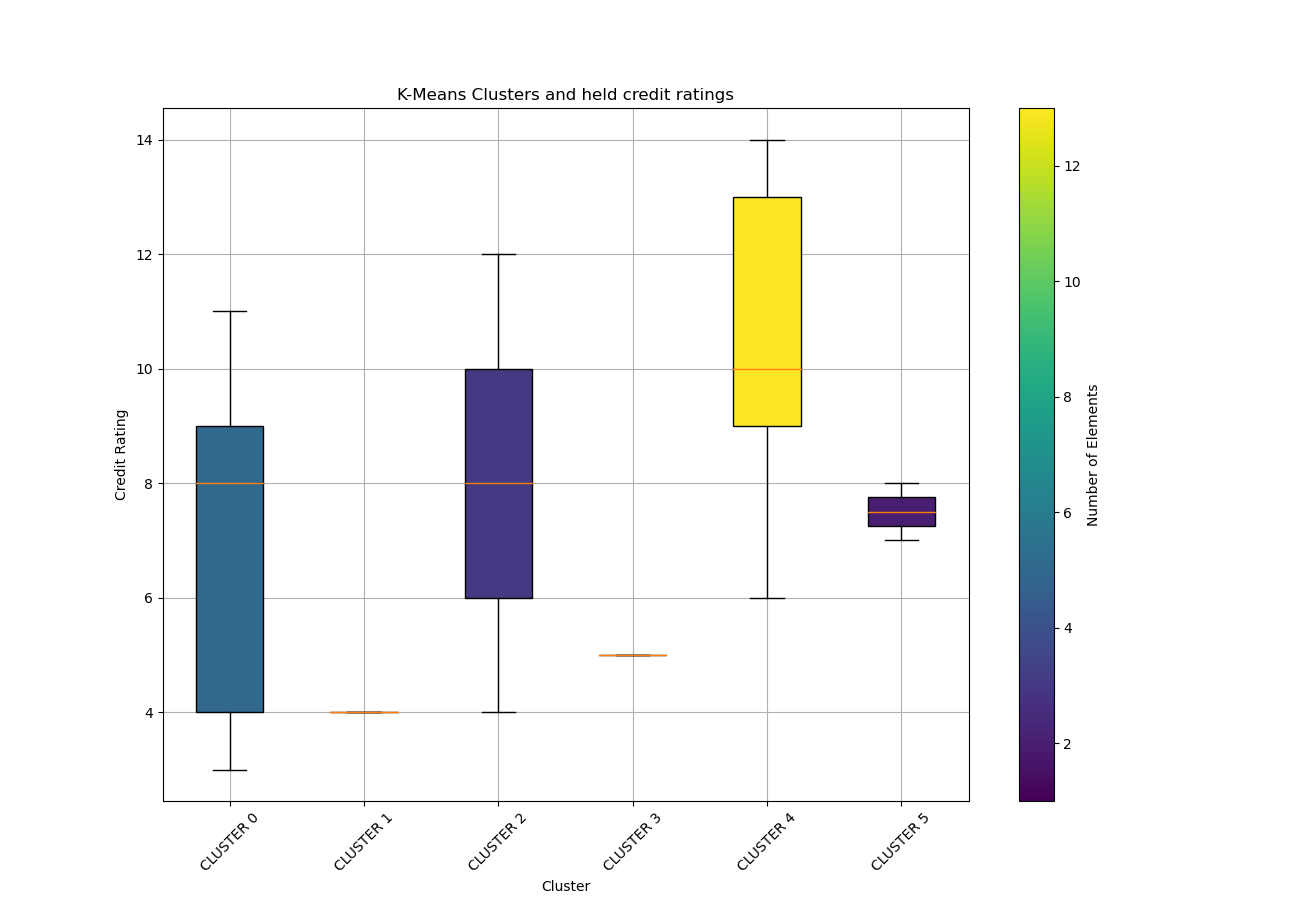 K-Means Clusters and held credit ratings
14
12
10
8
6
4
Credit Rating
CLUSTER 0
CLUSTER 1
CLUSTER 2
CLUSTER 3
CLUSTER 4
CLUSTER 5
Cluster
12
10
8
6
4
2
Number of Elements